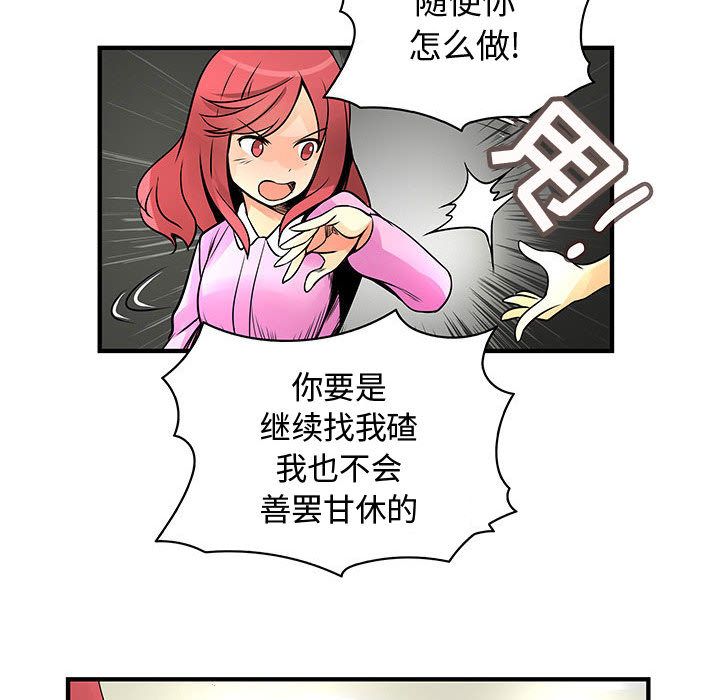 随便你
怎么做!
甩!
你要是
继续找我碴
我也不会
善罢甘休的